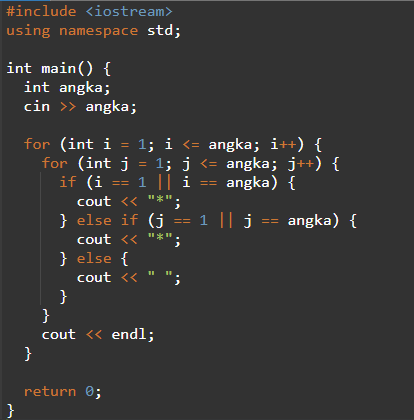 #include <iostream>
using namespace std;

int main() {
  int angka;
  cin >> angka;

  for (int i = 1; i <= angka; i++) {
    for (int j = 1; j <= angka; j++) {
      if (i == 1 || i == angka) {
        cout << "*";
      } else if (j == 1 || j == angka) {
        cout << "*";
      } else {
        cout << " ";
      }
    }
    cout << endl;
  }

  return 0;
}